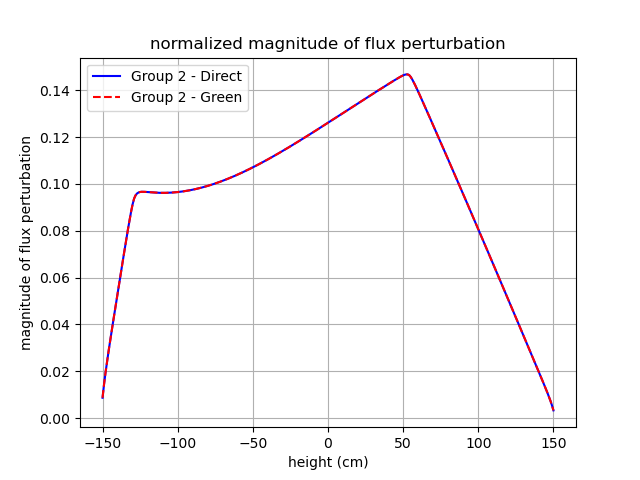 normalized magnitude of flux perturbation
Group 2 - Direct
Group 2 - Green
magnitude of flux perturbation
0.14
0.12
0.10
0.08
0.06
0.04
0.02
0.00
−150 −100 −50 0 50 100 150
height (cm)